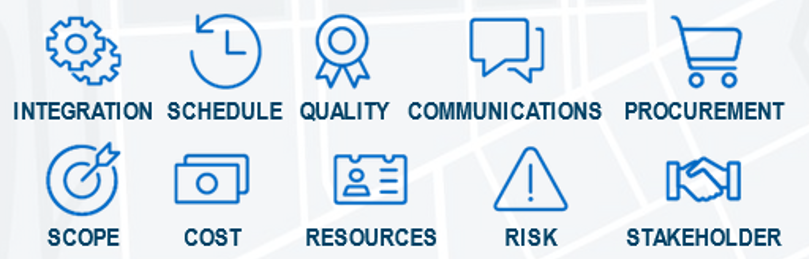 INTEGRATION SCHEDULE QUALITY COMMUNICATIONS PROCUREMENT
SCOPE COST RESOURCES RISK STAKEHOLDER